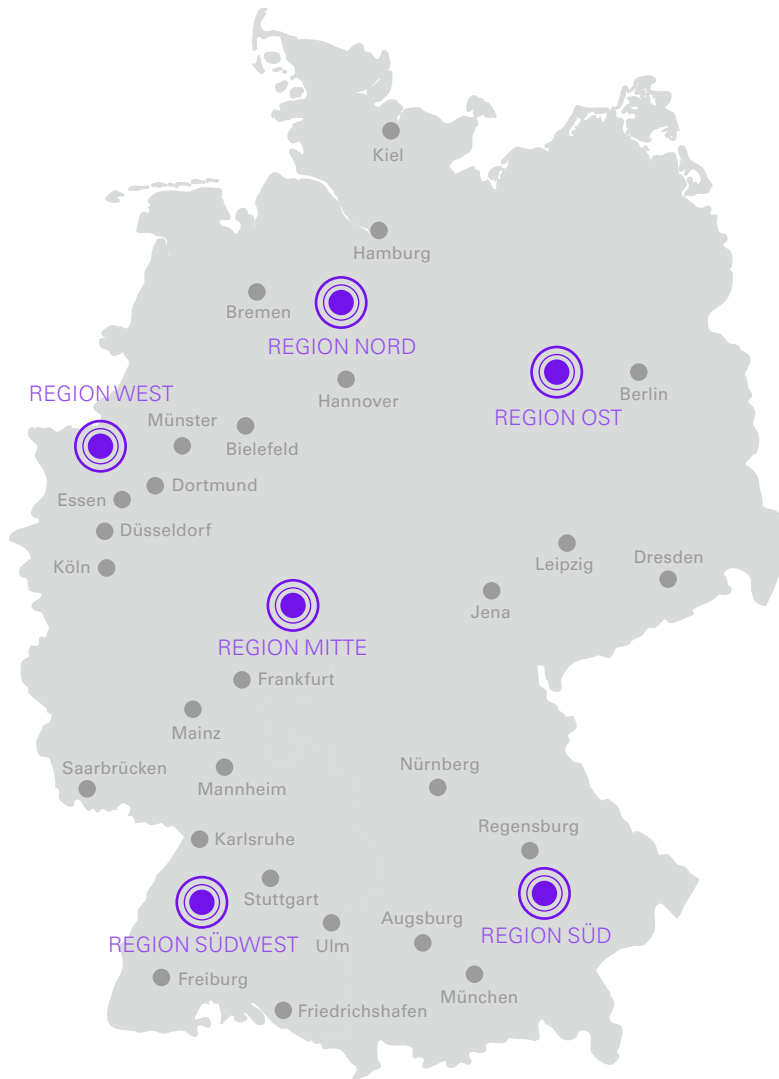 Kiel
Hamburg
Bremen
REGION NORD
Hannover
Berlin
REGION OST
REGION WEST
Münster
Bielefeld
Dortmund
Essen
Düsseldorf
Köln
Leipzig
Dresden
Jena
REGION MITTE
Frankfurt
Mainz
Mannheim
Saarbrücken
Nürnberg
Regensburg
Karlsruhe
Stuttgart
Augsburg
Ulm
REGION SÜDWEST
REGION SÜD
Freiburg
München
Friedrichshafen